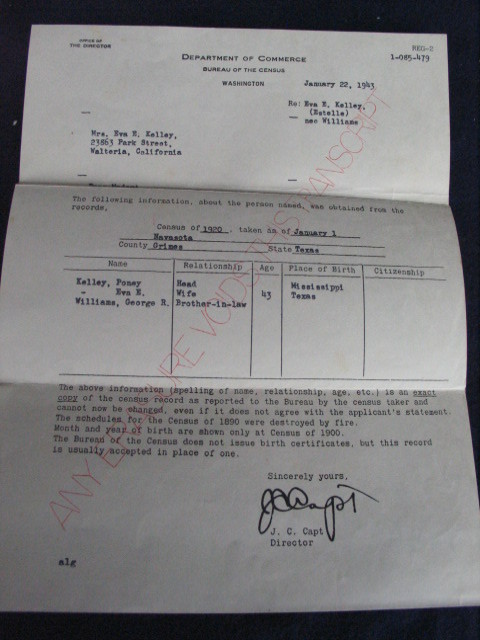 OFFICE OF
THE DIRECTOR
REG-2
1-085-479
DEPARTMENT OF COMMERCE
BUREAU OF THE CENSUS
WASHINGTON
January 22, 1943
Re: Eva E. Kelley,
(Estelle)
nee Williams
Mrs. Eva E. Kelley,
23863 Park Street,
Walteria, California
The following information, about the person named, was obtained from the
records,
Census of 1920, taken as of January 1
Navasota
County Grimes State Texas
Name Relationship Age Place of Birth Citizenship
Kelley, Poney Head Mississippi
- Eva E. Wife 43 Texas
Williams, George R. Brother-in-law
The above information (spelling of name, relationship, age, etc.) is an exact
copy of the census record as reported to the Bureau by the census taker and
cannot now be changed, even if it does not agree with the applicant's statement.
The schedules for the Census of 1890 were destroyed by fire.
Month and year of birth are shown only at Census of 1900.
The Bureau of the Census does not issue birth certificates, but this record
is usually accepted in place of one.
Sincerely yours,
J C Capt
J. C. Capt
Director
alg
ANY ERASURE VOIDS THIS TRANSCRIPT